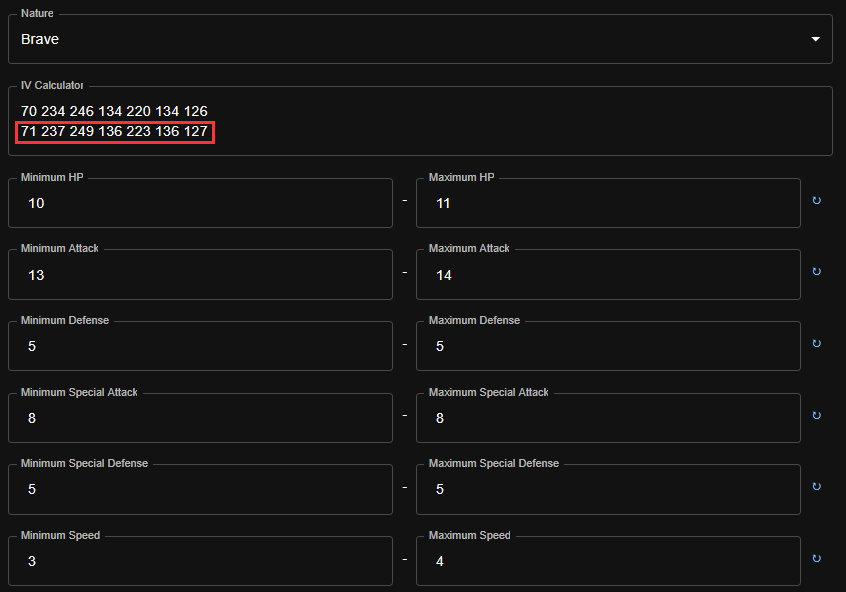 Nature
Brave
IV Calculator
70 234 246 134 220 134 126
71 237 249 136 223 136 127
Minimum HP
10
-
Maximum HP
11
↻
Minimum Attack
13
-
Maximum Attack
14
↻
Minimum Defense
5
-
Maximum Defense
5
↻
Minimum Special Attack
8
-
Maximum Special Attack
8
↻
Minimum Special Defense
5
-
Maximum Special Defense
5
↻
Minimum Speed
3
-
Maximum Speed
4
↻